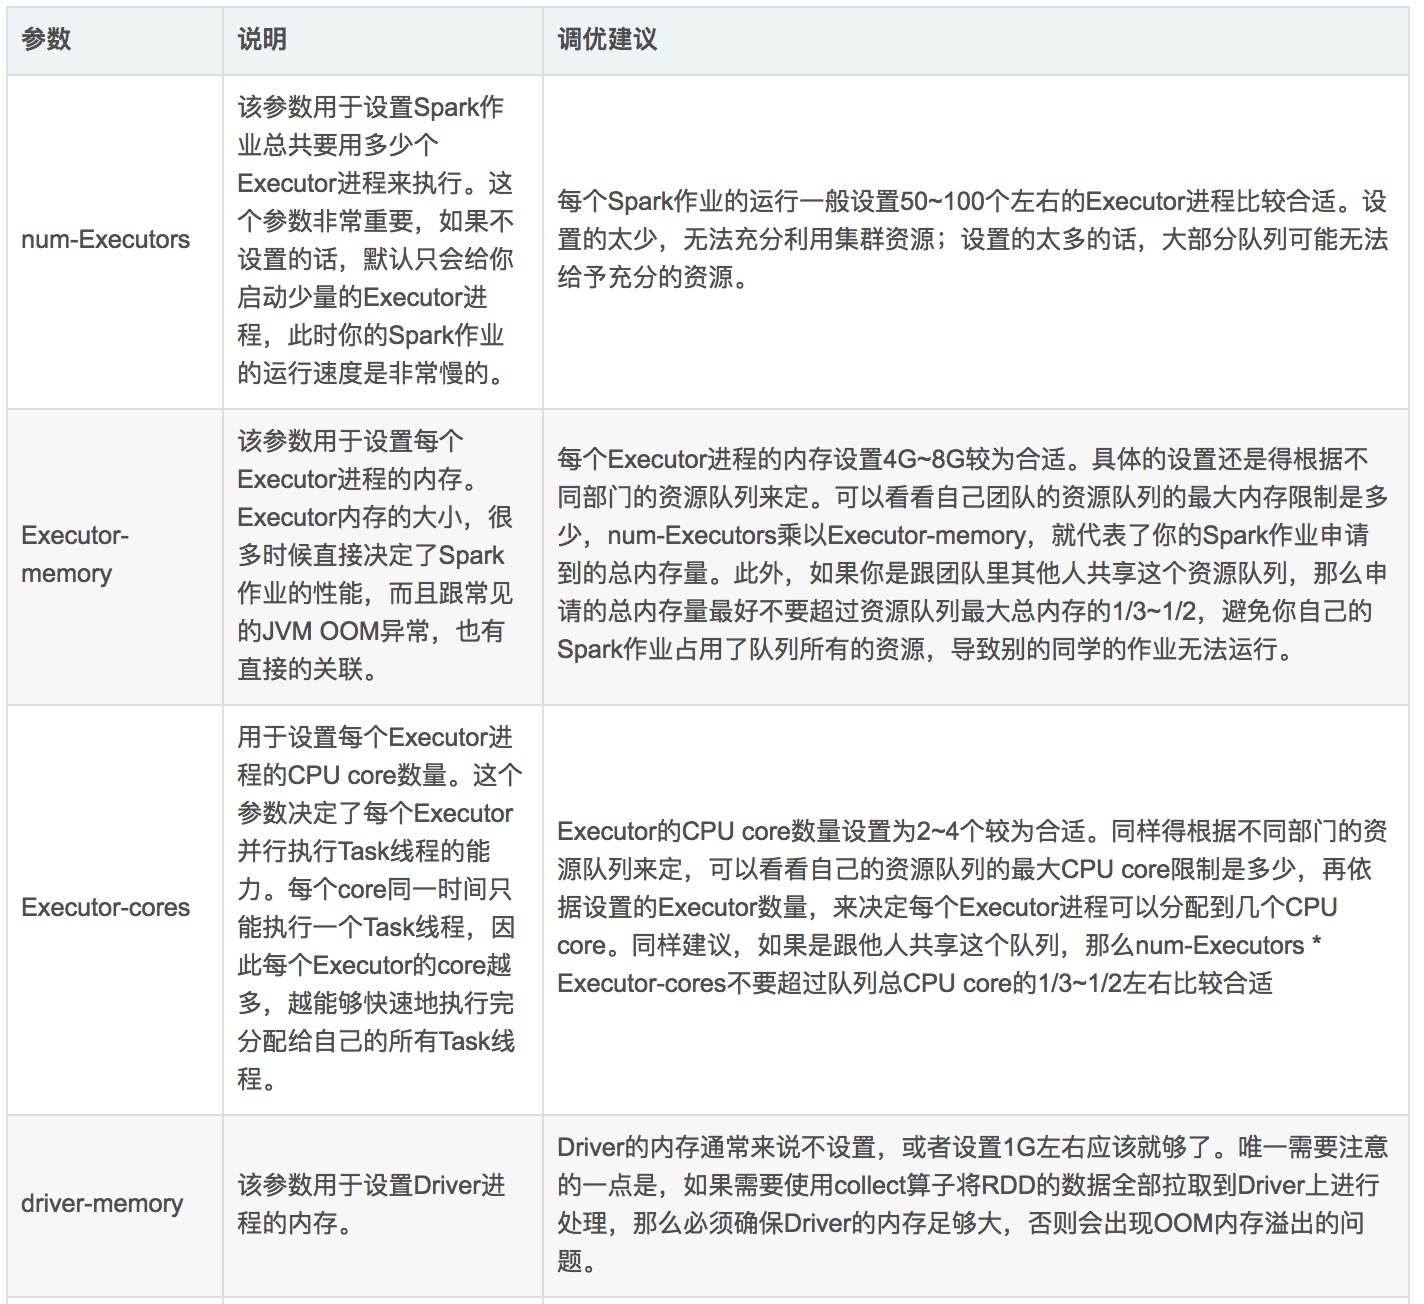 参数
说明
调优建议
num-Executors
该参数用于设置Spark作
业总共要用多少个
Executor进程来执行。这
个参数非常重要，如果不
设置的话，默认只会给你
启动少量的Executor进
程，此时你的Spark作业
的运行速度是非常慢的。
每个Spark作业的运行一般设置50~100个左右的Executor进程比较合适。设
置的太少，无法充分利用集群资源；设置的太多的话，大部分队列可能无法
给予充分的资源。
Executor-
memory
该参数用于设置每个
Executor进程的内存。
Executor内存的大小，很
多时候直接决定了Spark
作业的性能，而且跟常见
的JVM OOM异常，也有
直接的关联。
每个Executor进程的内存设置4G~8G较为合适。具体的设置还是得根据不
同部门的资源队列来定。可以看看自己团队的资源队列的最大内存限制是多
少，num-Executors乘以Executor-memory，就代表了你的Spark作业申请
到的总内存量。此外，如果你是跟团队里其他人共享这个资源队列，那么申
请的总内存量最好不要超过资源队列最大总内存的1/3~1/2，避免你自己的
Spark作业占用了队列所有的资源，导致别的同学的作业无法运行。
Executor-cores
用于设置每个Executor进
程的CPU core数量。这个
参数决定了每个Executor
并行执行Task线程的能
力。每个core同一时间只
能执行一个Task线程，因
此每个Executor的core越
多，越能够快速地执行完
分配给自己的所有Task线
程。
Executor的CPU core数量设置为2~4个较为合适。同样得根据不同部门的资
源队列来定，可以看看自己的资源队列的最大CPU core限制是多少，再依
据设置的Executor数量，来决定每个Executor进程可以分配到几个CPU
core。同样建议，如果是跟他人共享这个队列，那么num-Executors *
Executor-cores不要超过队列总CPU core的1/3~1/2左右比较合适
driver-memory
该参数用于设置Driver进
程的内存。
Driver的内存通常来说不设置，或者设置1G左右应该就够了。唯一需要注意
的一点是，如果需要使用collect算子将RDD的数据全部拉取到Driver上进行
处理，那么必须确保Driver的内存足够大，否则会出现OOM内存溢出的问
题。